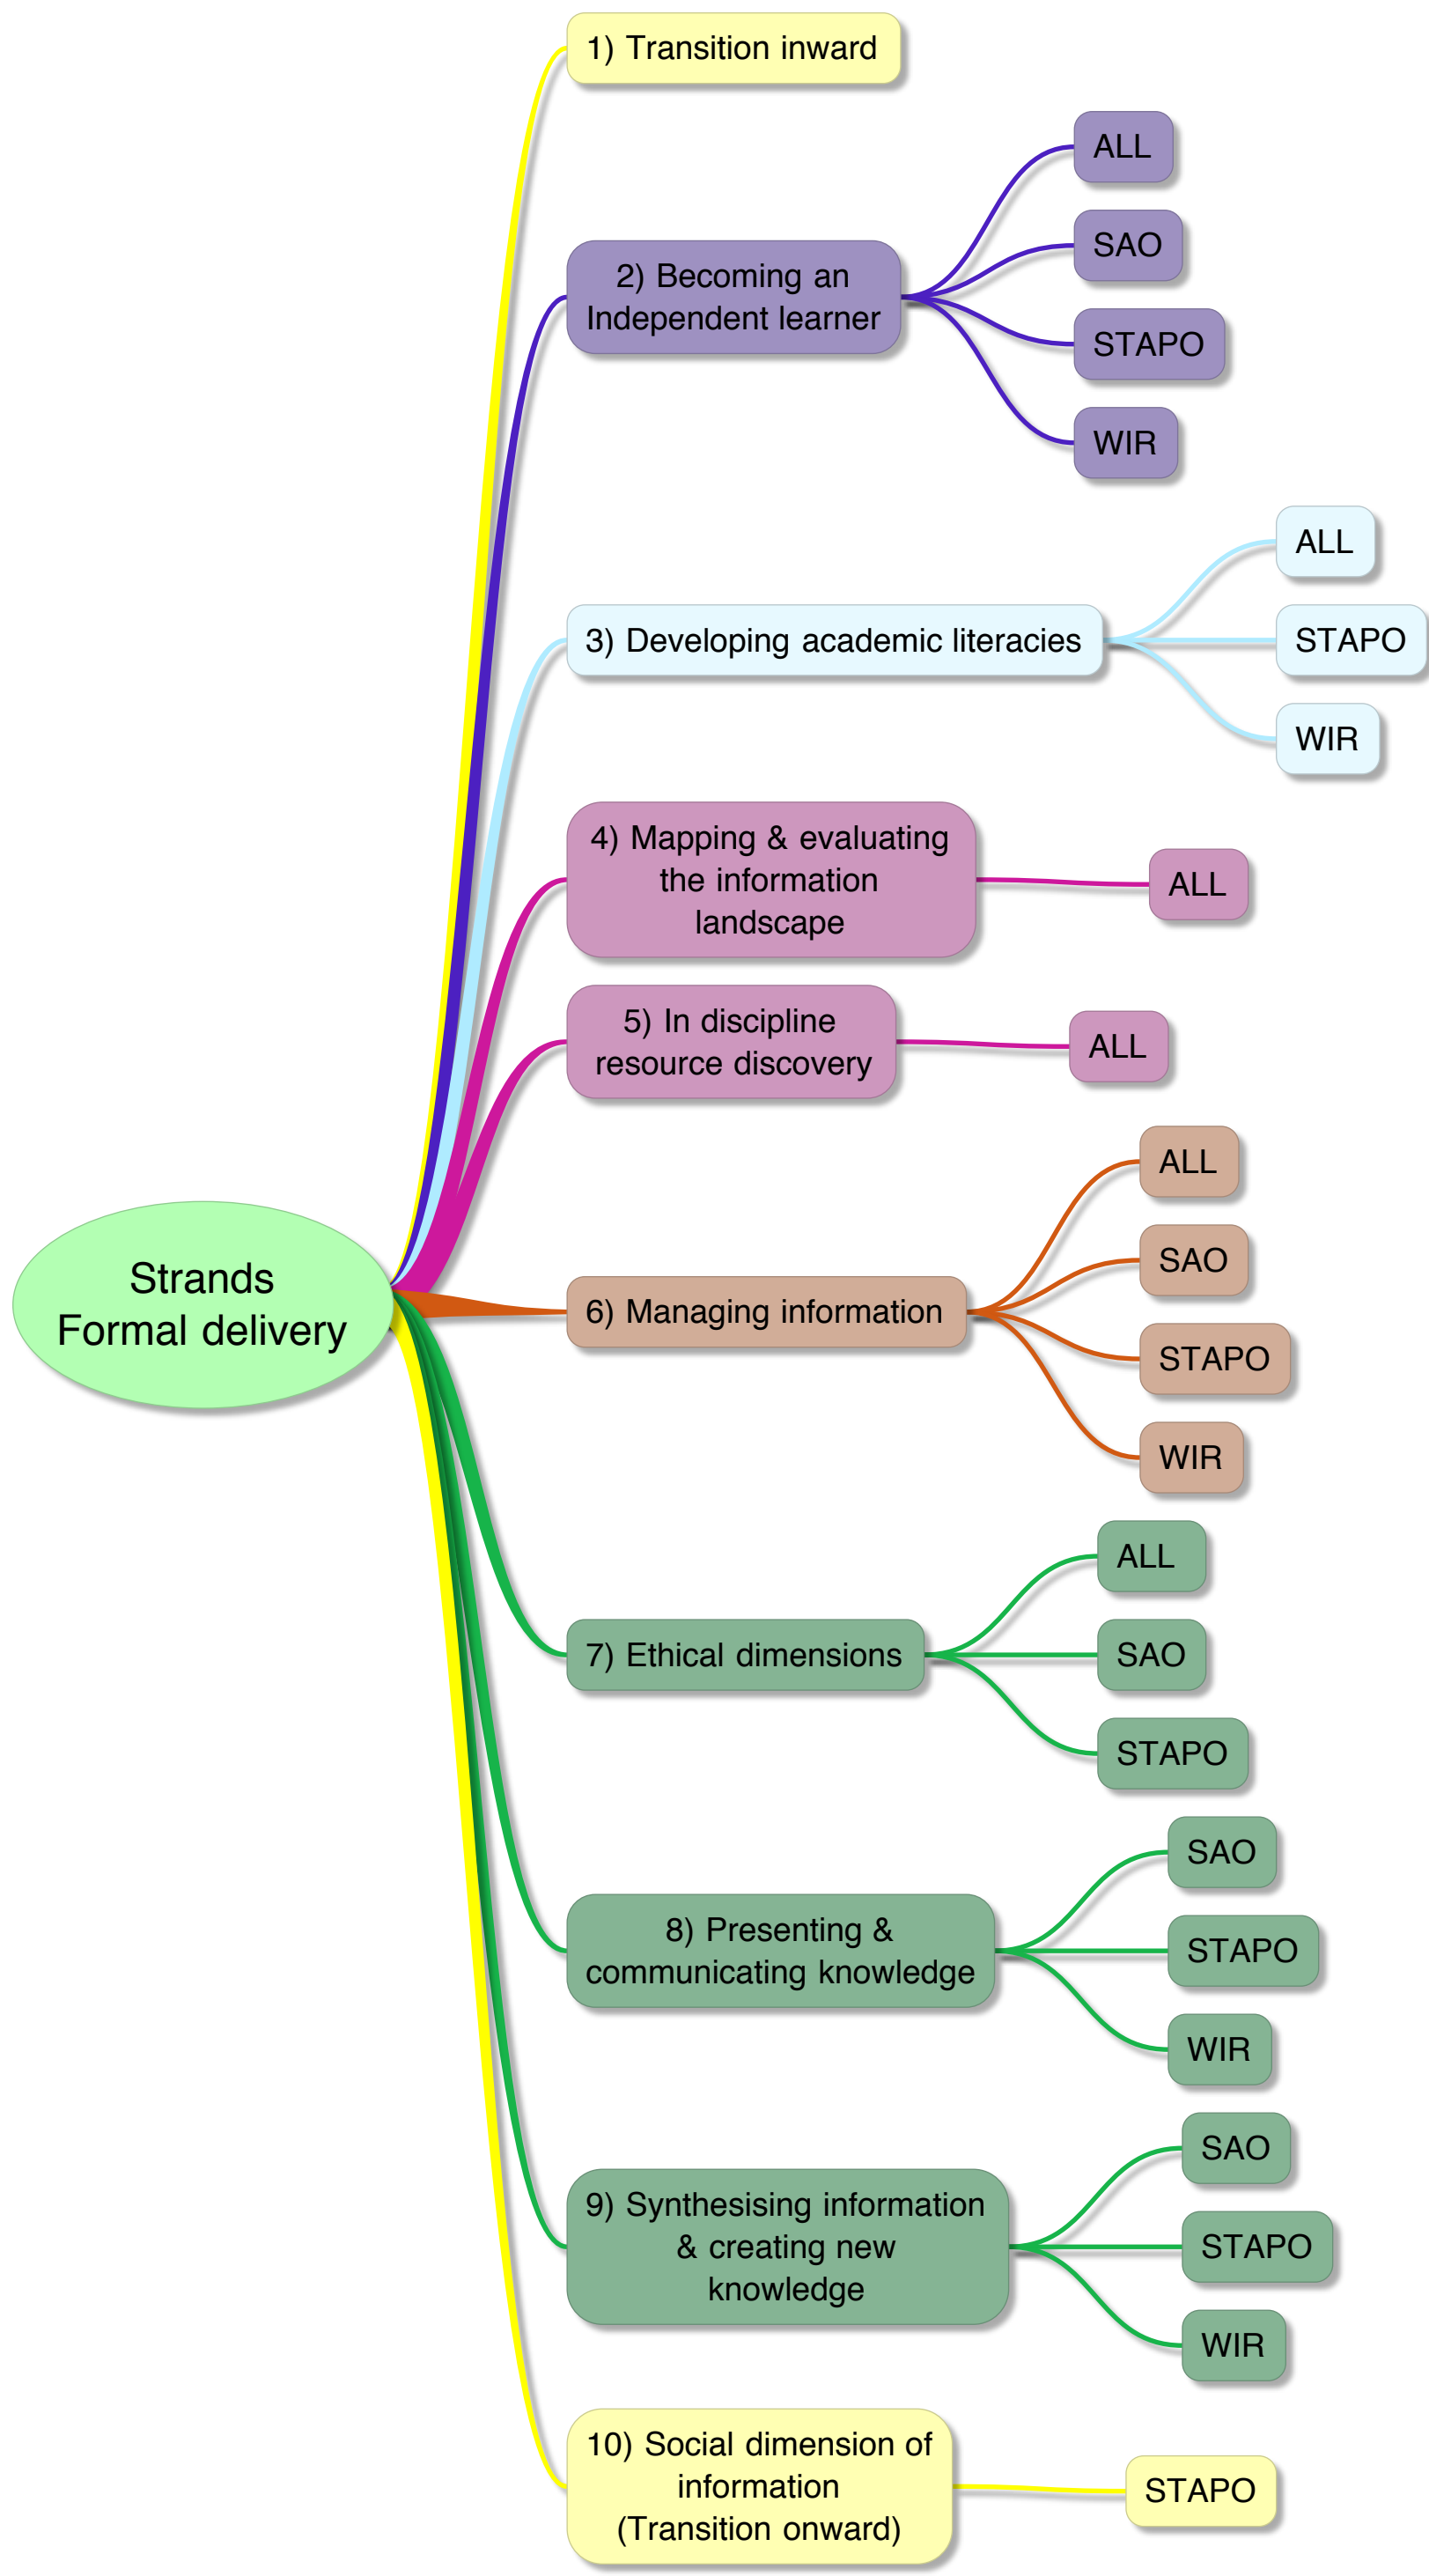 1) Transition inward
ALL
SAO
2) Becoming an
Independent learner
STAPO
WIR
ALL
3) Developing academic literacies
STAPO
WIR
4) Mapping & evaluating
the information
landscape
ALL
5) In discipline
resource discovery
ALL
ALL
SAO
Strands
Formal delivery
6) Managing information
STAPO
WIR
ALL
7) Ethical dimensions
SAO
STAPO
SAO
8) Presenting &
communicating knowledge
STAPO
WIR
SAO
9) Synthesising information
& creating new
knowledge
STAPO
WIR
10) Social dimension of
information
(Transition onward)
STAPO